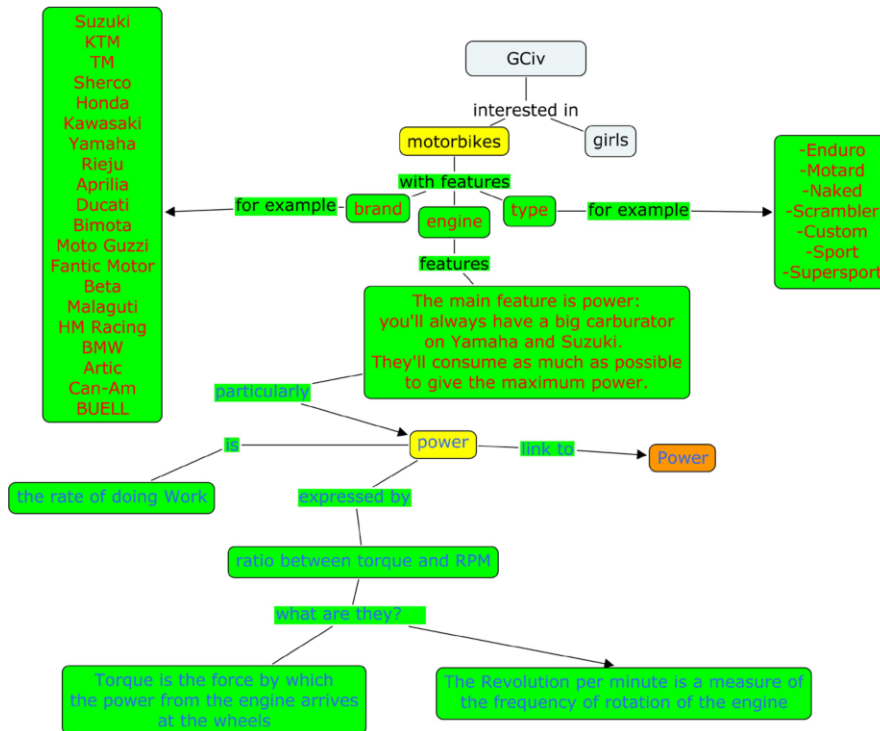 Suzuki
KTM
TM
Sherco
Honda
Kawasaki
Yamaha
Rieju
Aprilia
Ducati
Bimota
Moto Guzzi
Fantic Motor
Beta
Malaguti
HM Racing
BMW
Artic
Can-Am
BUELL
GCiv
interested in
motorbikes
girls
with features
for example
brand
engine
type
for example
-Enduro
-Motard
-Naked
-Scrambler
-Custom
-Sport
-Supersport
features
The main feature is power:
you'll always have a big carburator
on Yamaha and Suzuki.
They'll consume as much as possible
to give the maximum power.
particularly
power
is
link to
Power
the rate of doing Work
expressed by
ratio between torque and RPM
what are they?
Torque is the force by which
the power from the engine arrives
at the wheels
The Revolution per minute is a measure of
the frequency of rotation of the engine